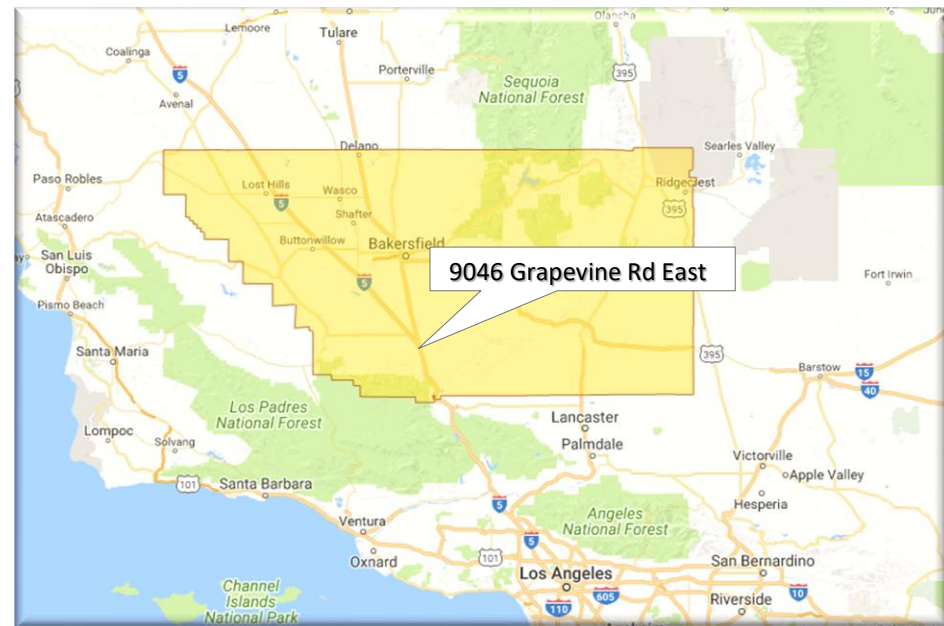 Olancha
Lemoore
Tulare
Coalinga
5
Porterville
395
Sequoia
National Forest
Avenal
Delano
Searles Valley
Paso Robles
Lost Hills
Wasco
Ridgecrest
5
Shafter
395
Atascadero
Buttonwillow
Bakersfield
San Luis
Obispo
9046 Grapevine Rd East
5
Fort Irwin
Pismo Beach
Santa Maria
395
Barstow
15
40
Los Padres
National Forest
Lancaster
Lompoc
Solvang
Palmdale
Victorville
Apple Valley
101
Santa Barbara
5
Hesperia
Ventura
Angeles
National Forest
5
Oxnard
101
San Bernardino
Los Angeles
Channel
Islands
National Park
605
10
110
Riverside